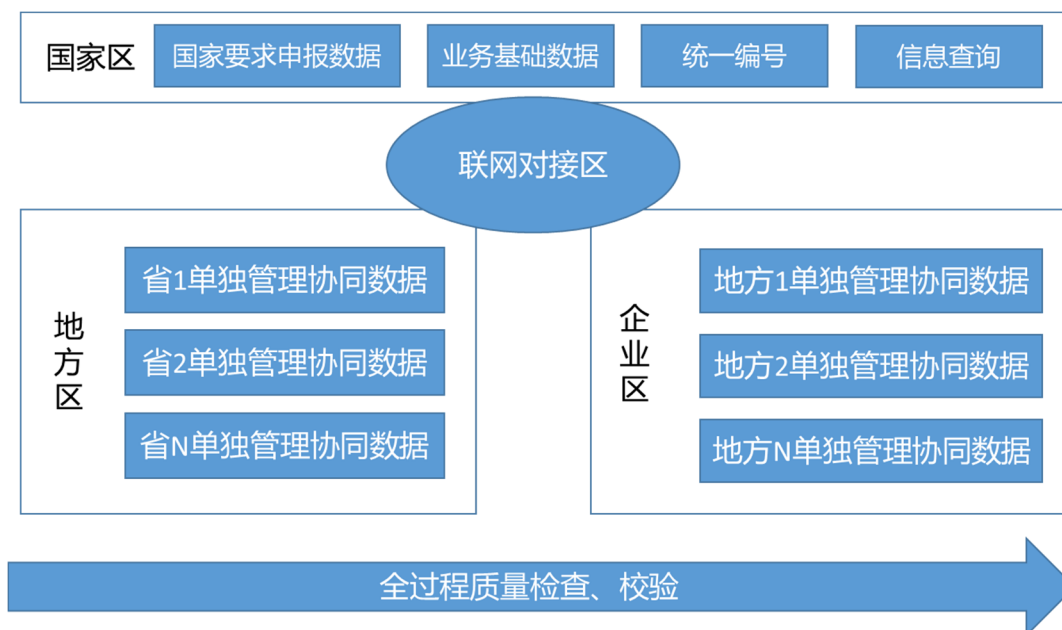 国家区
国家要求申报数据
业务基础数据
统一编号
信息查询
联网对接区
地方区
省1单独管理协同数据
省2单独管理协同数据
省N单独管理协同数据
企业区
地方1单独管理协同数据
地方2单独管理协同数据
地方N单独管理协同数据
全过程质量检查、校验